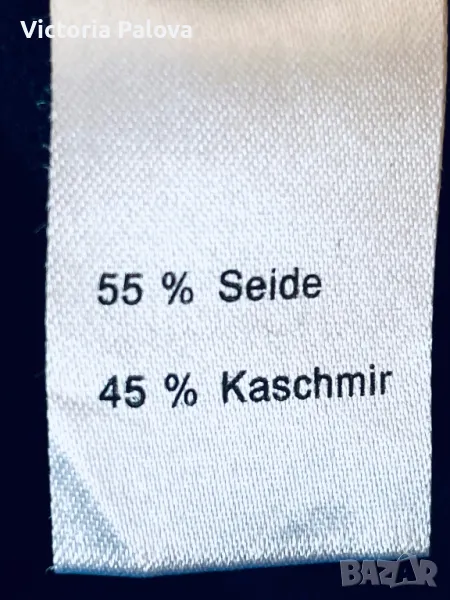 Victoria Palova
55 % Seide
45 % Kaschmir
BAZAR